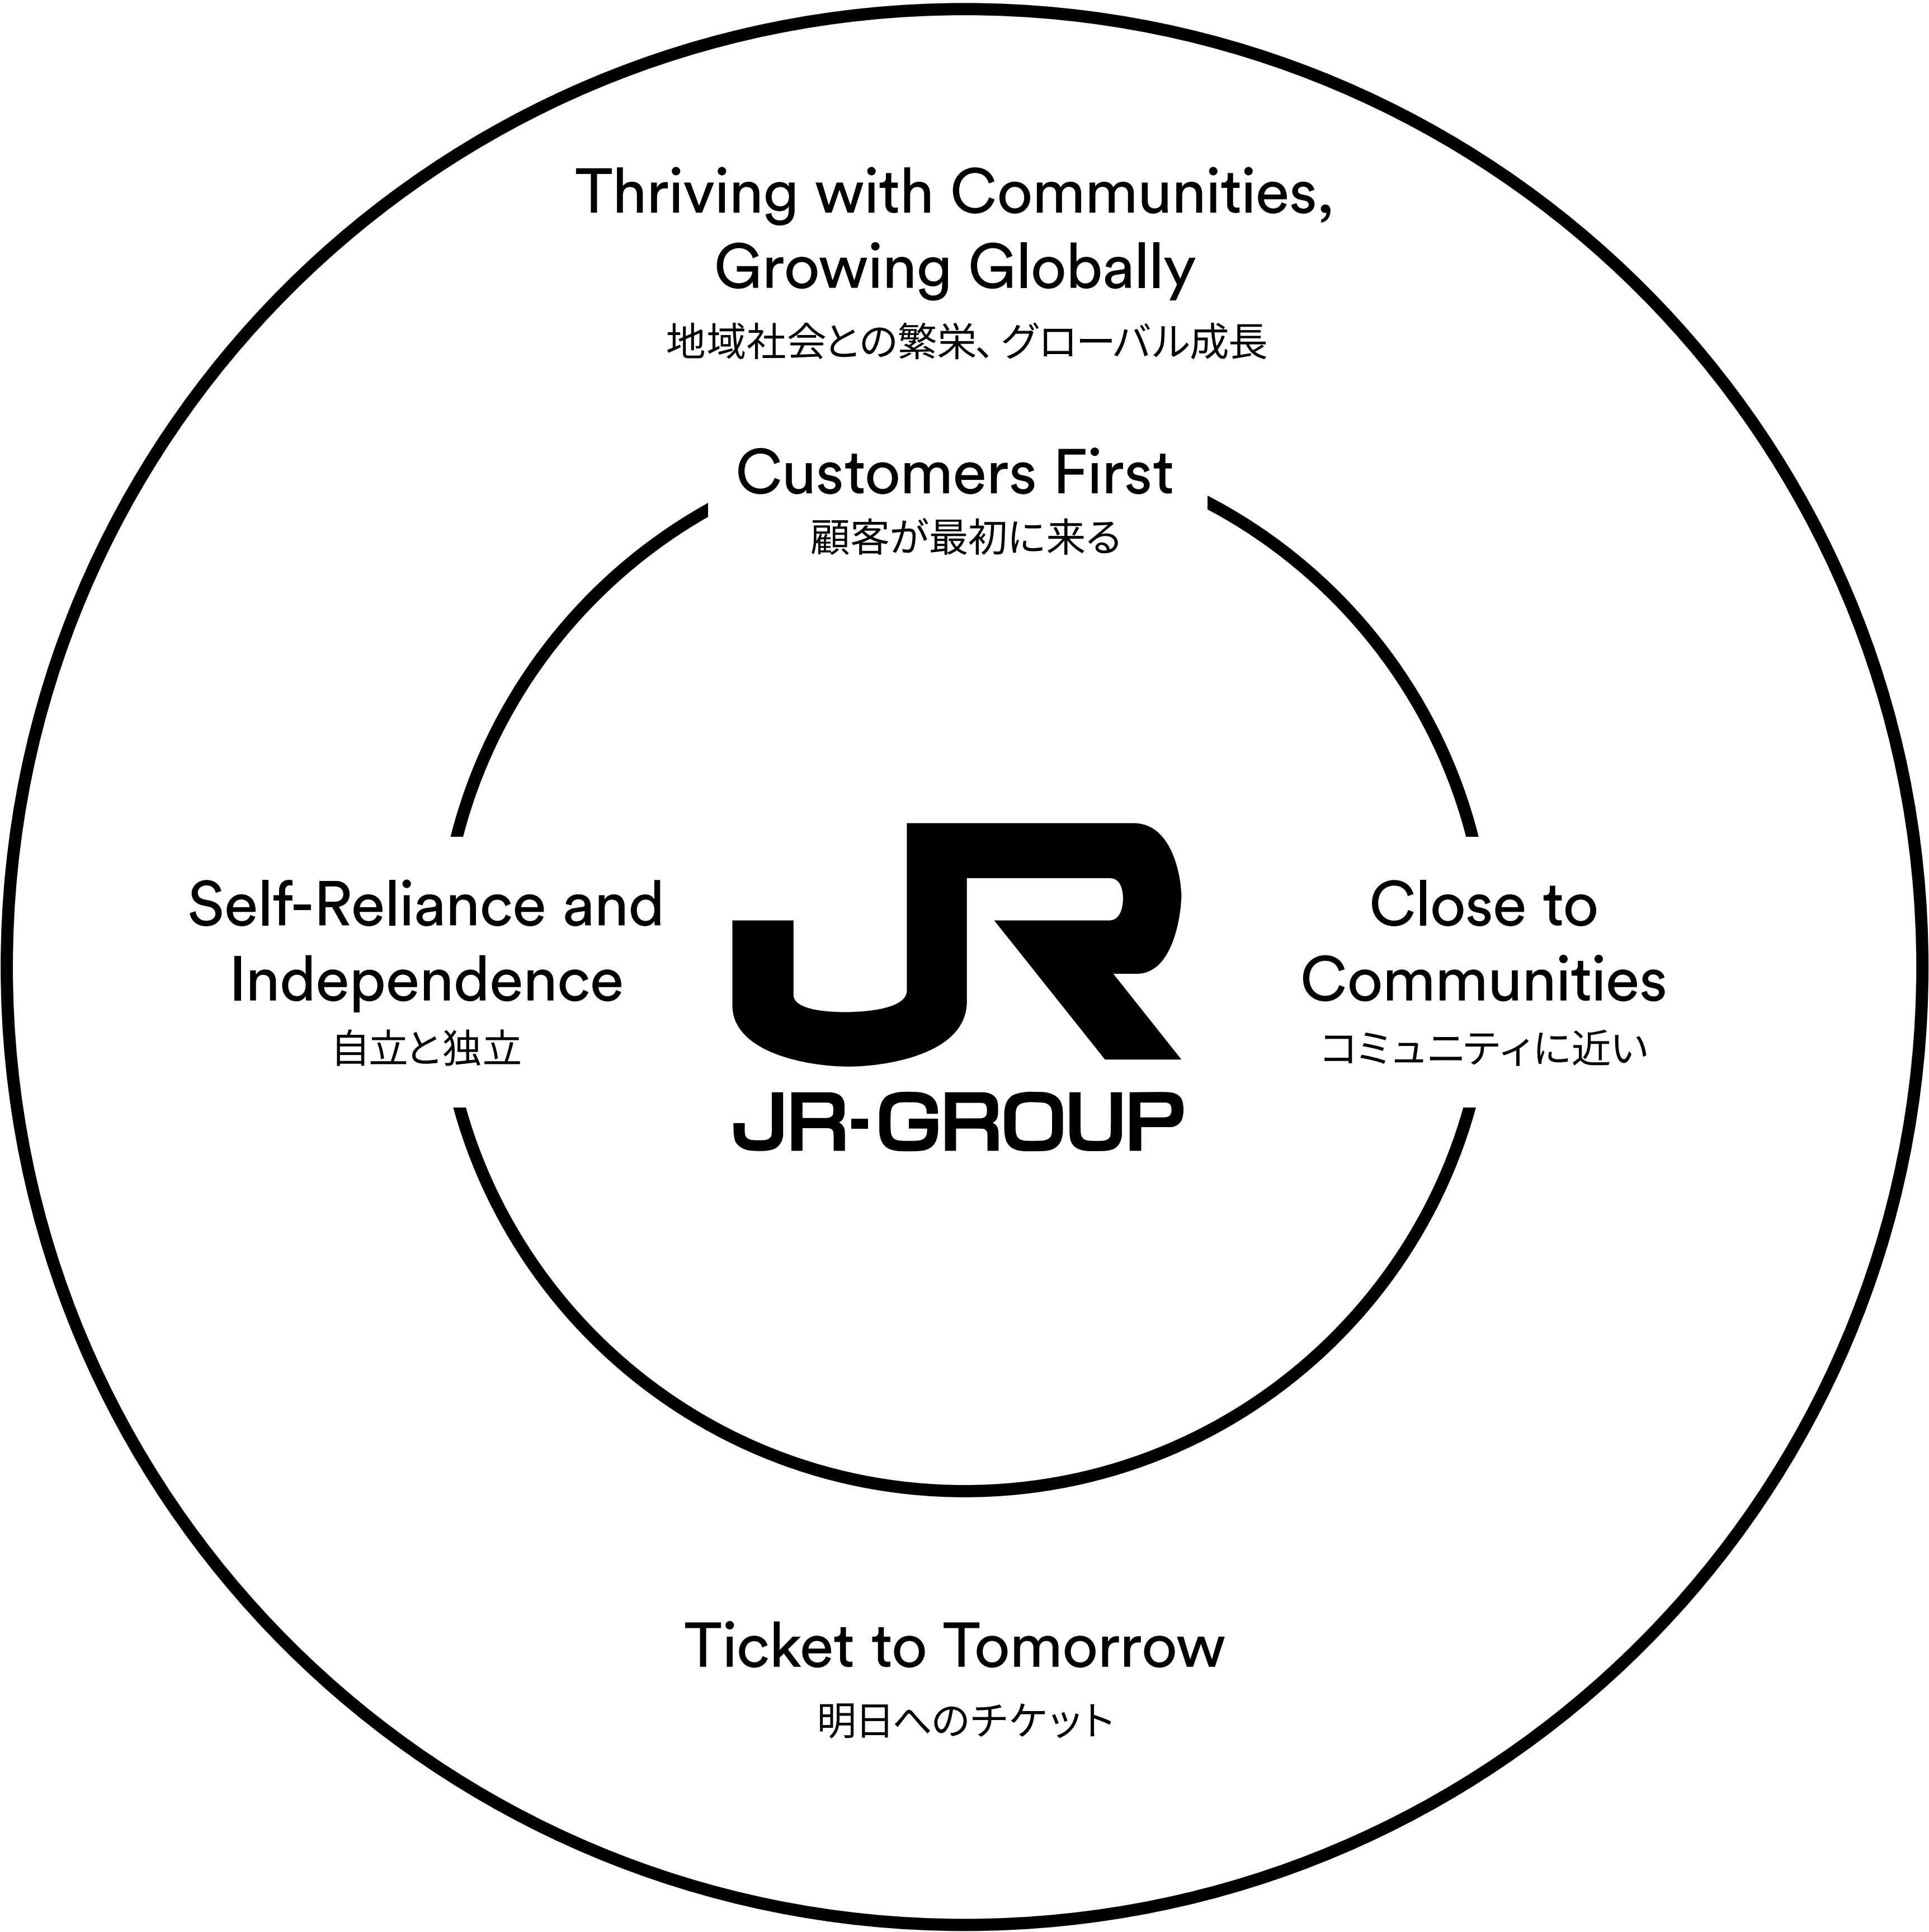 Thriving with Communities,
Growing Globally
地域社会との繁栄、グローバル成長
Customers First
顧客が最初に来る
Self-Reliance and
Independence
自立と独立
JR
JR-GROUP
Close to
Communities
コミュニティに近い
Ticket to Tomorrow
明日へのチケット